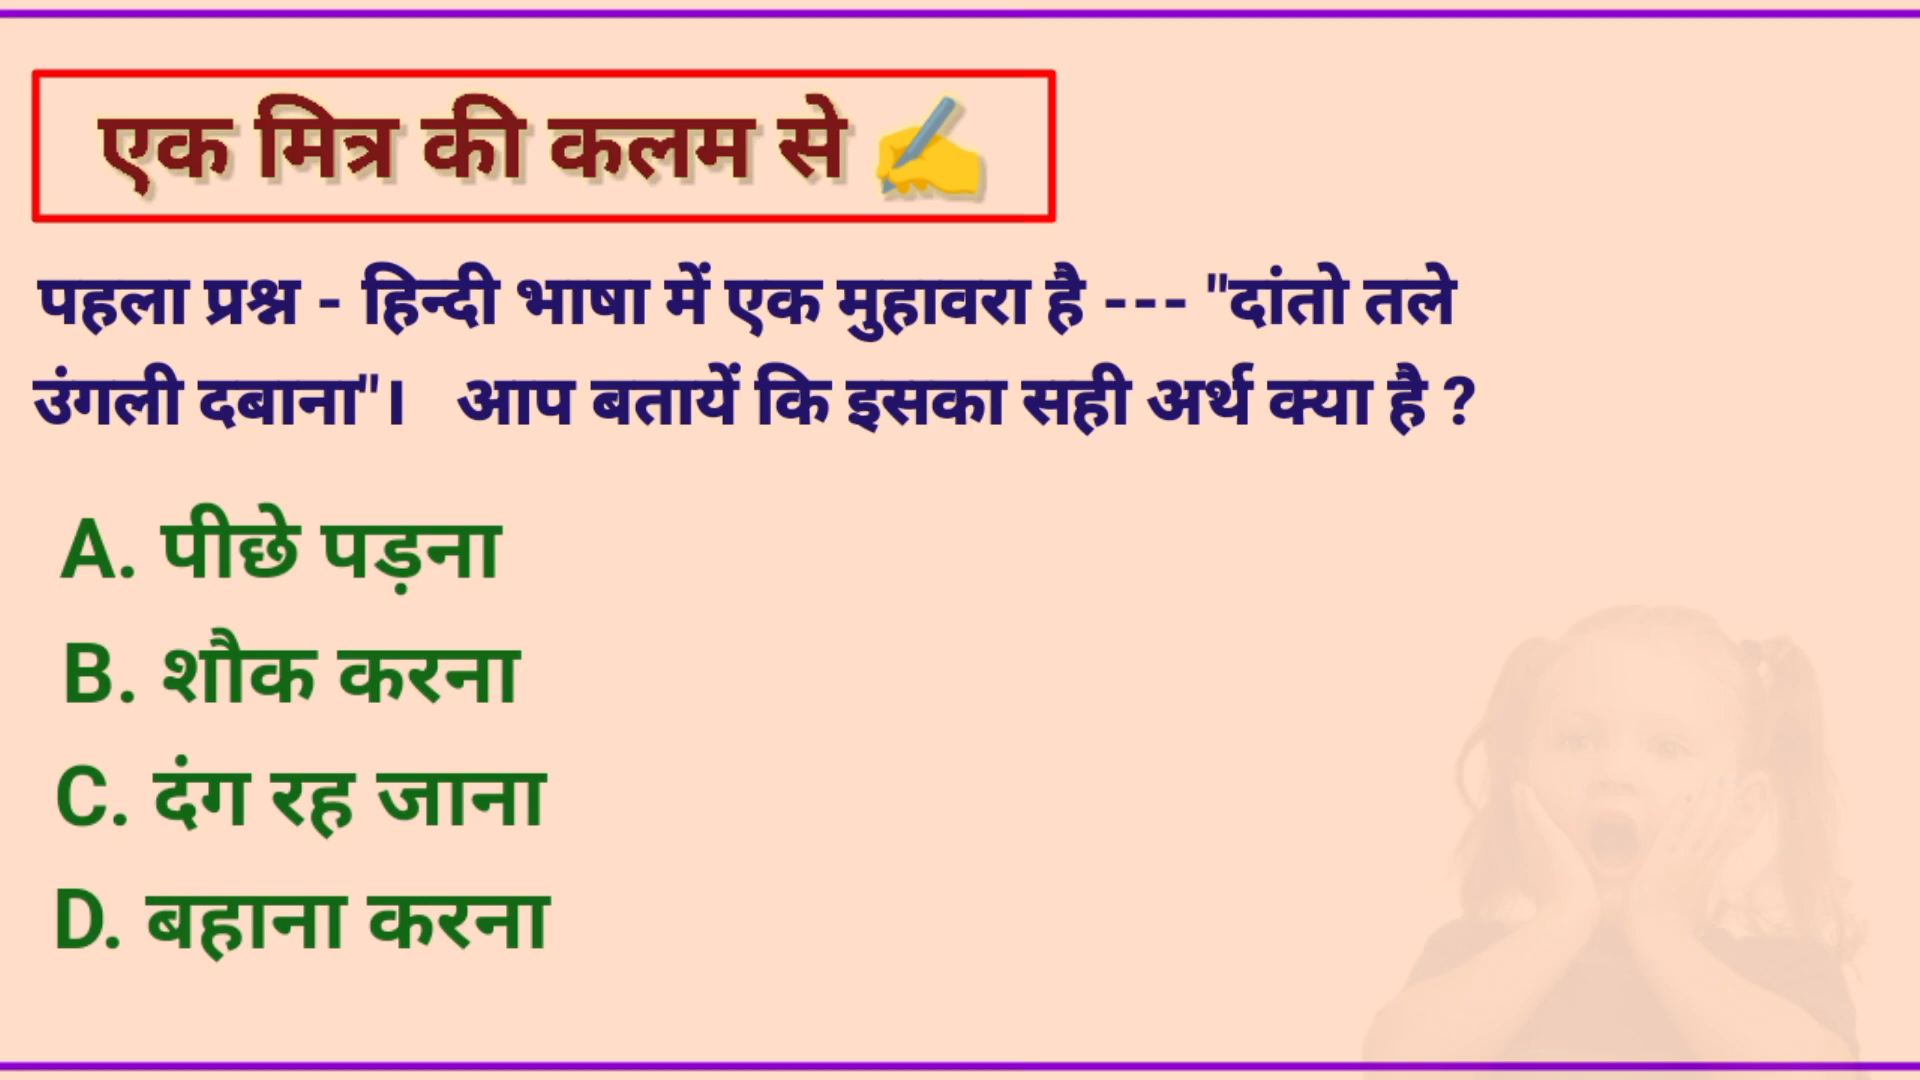 एक मित्र की कलम से ✍️
पहला प्रश्न - हिन्दी भाषा में एक मुहावरा है --- "दांतो तले
उंगली दबाना"। आप बतायें कि इसका सही अर्थ क्या है ?
A. पीछे पड़ना
B. शौक करना
C. दंग रह जाना
D. बहाना करना